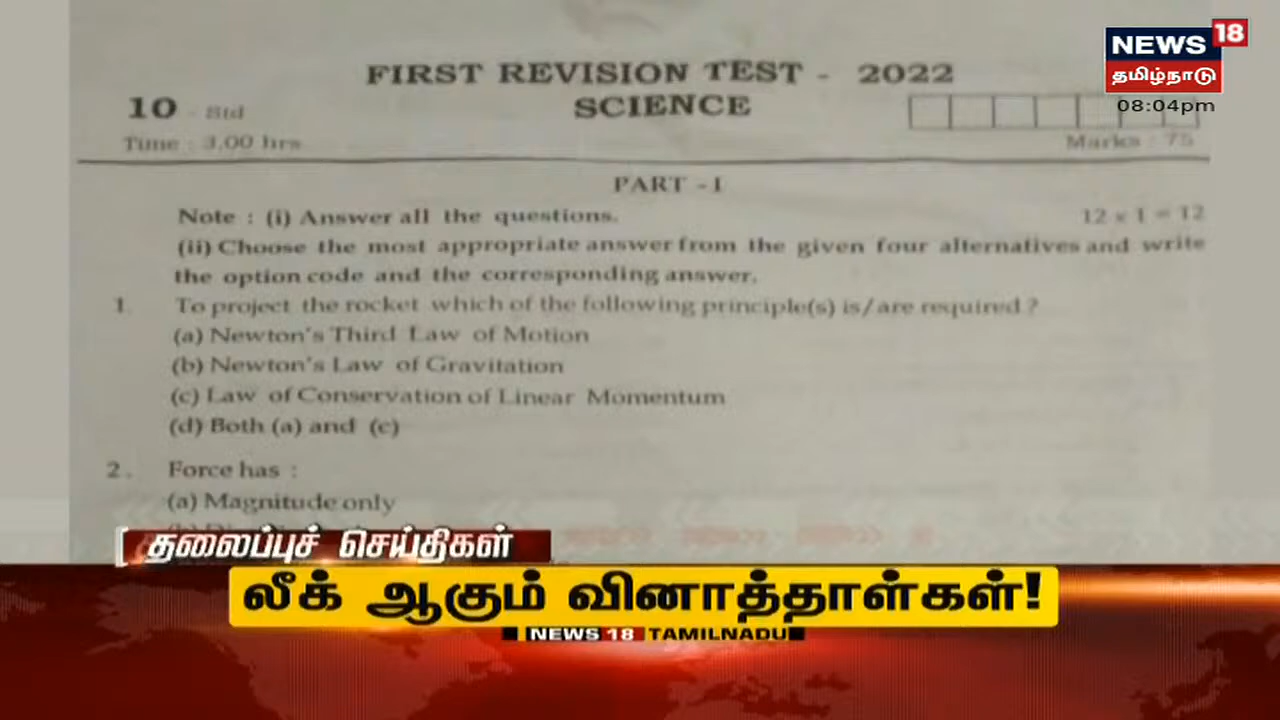 NEWS 18
தமிழ்நாடு
08:04pm
FIRST REVISION TEST - 2022
SCIENCE
10 - Std
Time : 3.00 hrs
Marks : 75
PART - I
Note : (i) Answer all the questions. 12 x 1 = 12
(ii) Choose the most appropriate answer from the given four alternatives and write
the option code and the corresponding answer.
1. To project the rocket which of the following principle(s) is/are required ?
(a) Newton's Third Law of Motion
(b) Newton's Law of Gravitation
(c) Law of Conservation of Linear Momentum
(d) Both (a) and (c)
2. Force has :
(a) Magnitude only
தலைப்புச் செய்திகள்
லீக் ஆகும் வினாத்தாள்கள்!
NEWS 18 TAMILNADU